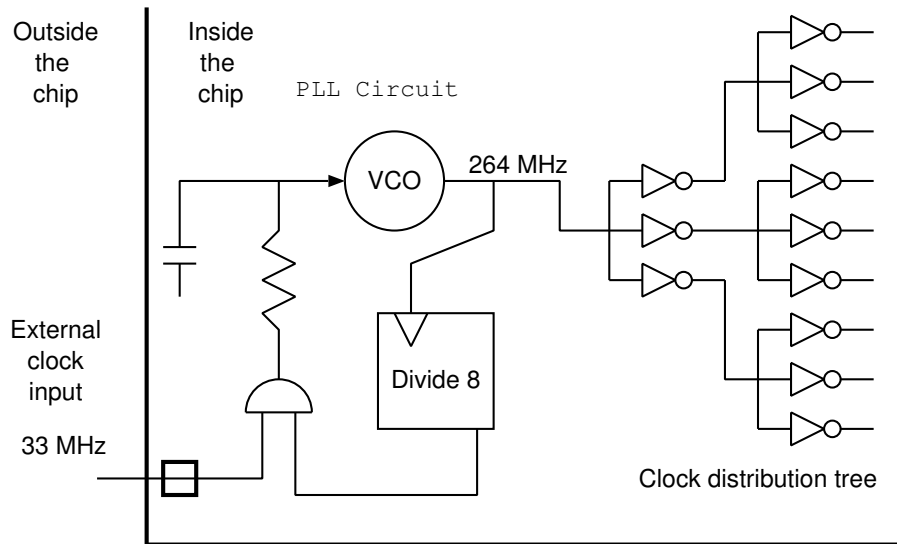 Outside
the
chip
Inside
the
chip
PLL Circuit
VCO
264 MHz
External
clock
input
33 MHz
Divide 8
Clock distribution tree